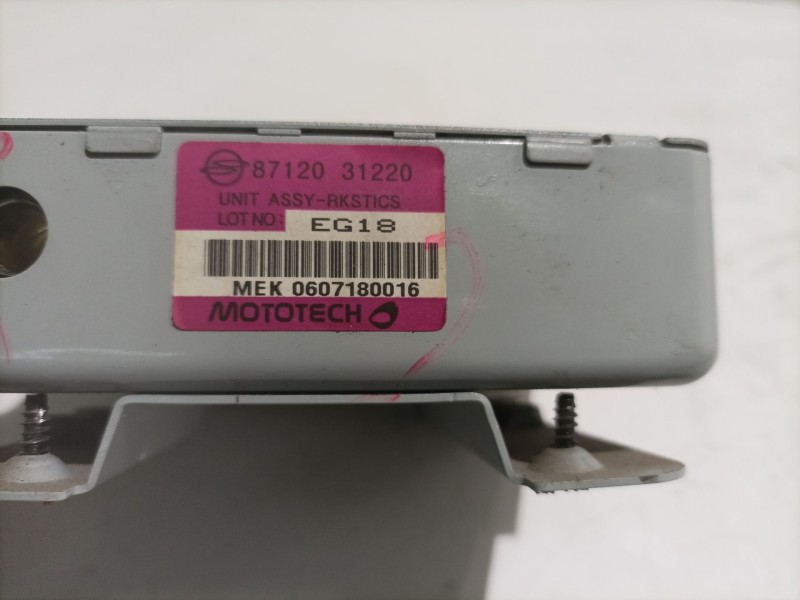 87120 31220
UNIT ASSY-RKSTICS
LOT NO: EG18
MEK 0607180016
MOTOTECH